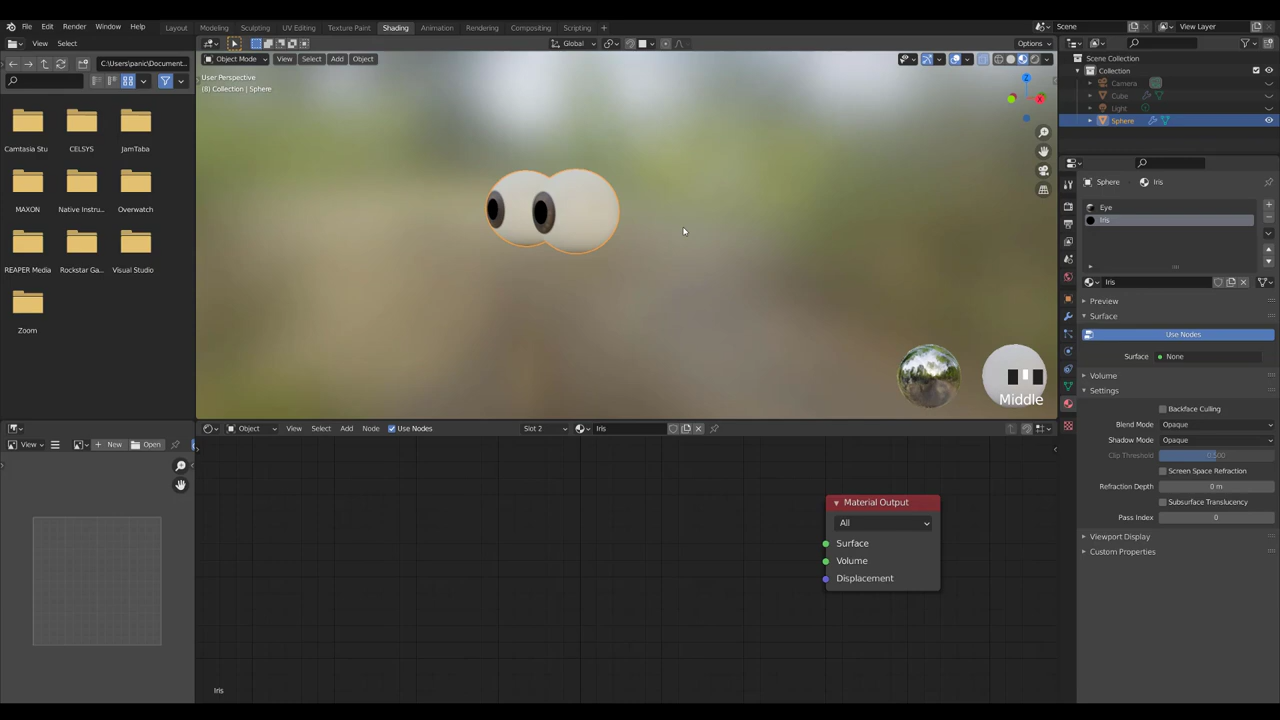 File Edit Render Window Help Layout Modeling Sculpting UV Editing Texture Paint Shading Animation Rendering Compositing Scripting Scene View Layer
View Select
Global Options
C:\Users\panic\Document...
Object Mode View Select Add Object
User Perspective
(8) Collection | Sphere
Scene Collection
Collection
Camera
Cube
Light
Sphere
Camtasia Stu CELSYS JamTaba
MAXON Native Instru... Overwatch
REAPER Media Rockstar Ga... Visual Studio
Zoom
X
Z
Middle
Sphere Iris
Eye
Iris
Iris
Preview
Surface
Use Nodes
Surface None
Volume
Settings
Backface Culling
Blend Mode Opaque
Shadow Mode Opaque
Clip Threshold 0.500
Screen Space Refraction
Refraction Depth 0 m
Subsurface Translucency
Pass Index 0
Viewport Display
Custom Properties
Object View Select Add Node Use Nodes Slot 2 Iris
View New Open
Material Output
All
Surface
Volume
Displacement
Iris